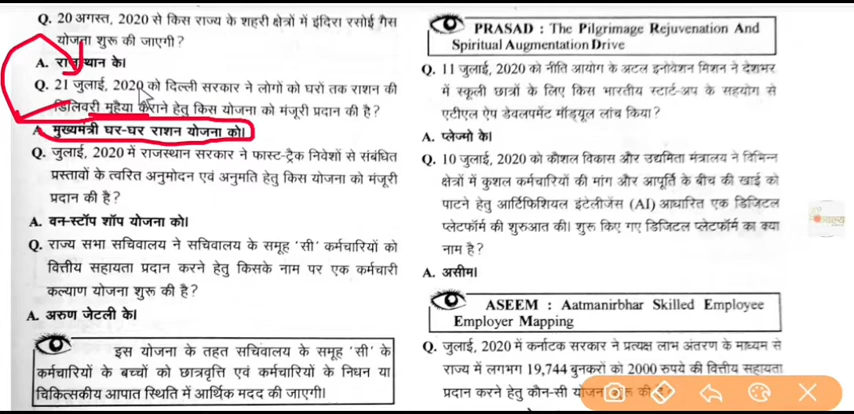 Q. 20 अगस्त, 2020 से किस राज्य के शहरी क्षेत्रों में इंदिरा रसोई गैस
योजना शुरू की जाएगी?
A. राजस्थान के।
Q. 21 जुलाई, 2020 को दिल्ली सरकार ने लोगों को घरों तक राशन की
डिलिवरी मुहैया कराने हेतु किस योजना को मंजूरी प्रदान की है?
A. मुख्यमंत्री घर-घर राशन योजना को।
Q. जुलाई, 2020 में राजस्थान सरकार ने फास्ट-ट्रैक निवेशों से संबंधित
प्रस्तावों के त्वरित अनुमोदन एवं अनुमति हेतु किस योजना को मंजूरी
प्रदान की है?
A. वन-स्टॉप शॉप योजना को।
Q. राज्य सभा सचिवालय ने सचिवालय के समूह 'सी' कर्मचारियों को
वित्तीय सहायता प्रदान करने हेतु किसके नाम पर एक कर्मचारी
कल्याण योजना शुरू की है?
A. अरुण जेटली के।
इस योजना के तहत सचिवालय के समूह 'सी' के
कर्मचारियों के बच्चों को छात्रवृत्ति एवं कर्मचारियों के निधन या
चिकित्सकीय आपात स्थिति में आर्थिक मदद की जाएगी।
PRASAD : The Pilgrimage Rejuvenation And
Spiritual Augmentation Drive
Q. 11 जुलाई, 2020 को नीति आयोग के अटल इनोवेशन मिशन ने देशभर
में स्कूली छात्रों के लिए किस भारतीय स्टार्ट-अप के सहयोग से
एटीएल ऐप डेवलपमेंट मॉड्यूल लांच किया?
A. प्लेज्मो के।
Q. 10 जुलाई, 2020 को कौशल विकास और उद्यमिता मंत्रालय ने विभिन्न
क्षेत्रों में कुशल कर्मचारियों की मांग और आपूर्ति के बीच की खाई को
पाटने हेतु आर्टिफिशियल इंटेलीजेंस (AI) आधारित एक डिजिटल
प्लेटफॉर्म की शुरुआत की। शुरू किए गए डिजिटल प्लेटफॉर्म का क्या
नाम है?
A. असीम।
ASEEM : Aatmanirbhar Skilled Employee
Employer Mapping
Q. जुलाई, 2020 में कर्नाटक सरकार ने प्रत्यक्ष लाभ अंतरण के माध्यम से
राज्य में लगभग 19,744 बुनकरों को 2000 रुपये की वित्तीय सहायता
प्रदान करने हेतु कौन-सी